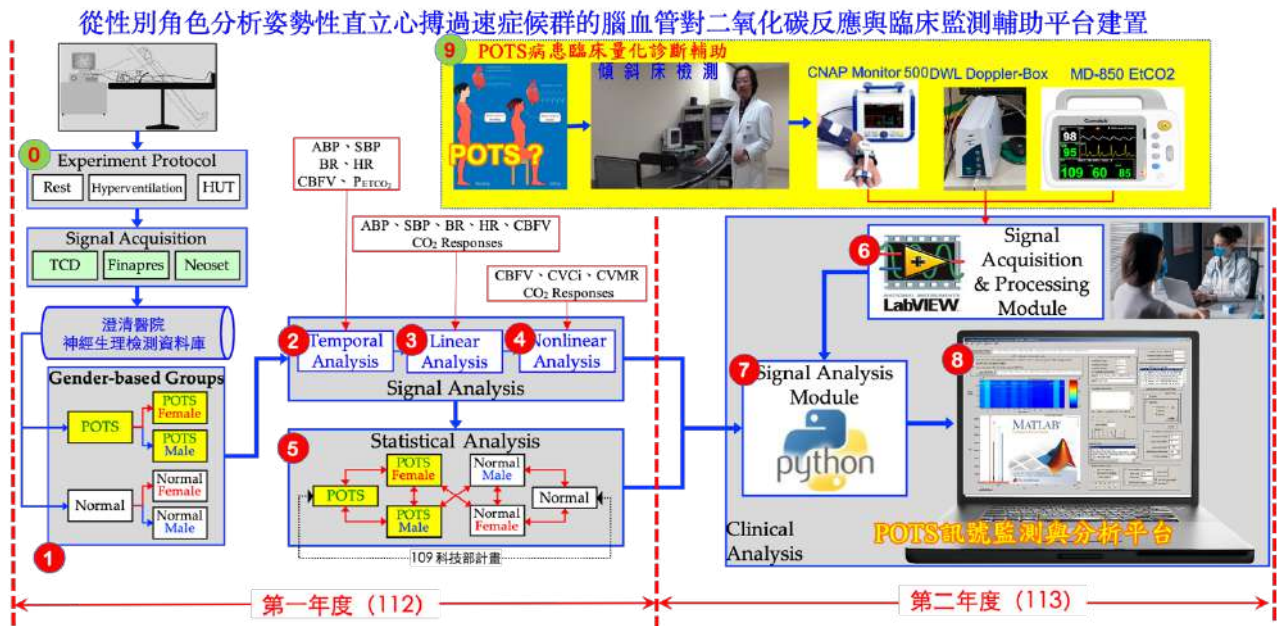 從性別角色分析姿勢性直立心搏過速症候群的腦血管對二氧化碳反應與臨床監測輔助平台建置
0
Experiment Protocol
Rest
Hyperventilation
HUT
Signal Acquisition
TCD
Finapres
Neoset
澄清醫院
神經生理檢測資料庫
Gender-based Groups
POTS
POTS
Female
POTS
Male
Normal
Normal
Female
Normal
Male
1
ABP、SBP
BR、HR
CBFV、PETCO2
ABP、SBP、BR、HR、CBFV
CO2 Responses
CBFV、CVCi、CVMR
CO2 Responses
2
Temporal
Analysis
3
Linear
Analysis
4
Nonlinear
Analysis
Signal Analysis
5
Statistical Analysis
POTS
POTS
Female
POTS
Male
Normal
Male
Normal
Female
Normal
109 科技部計畫
第一年度（112）
9
POTS病患臨床量化診斷輔助
POTS ?
傾斜床檢測
CNAP Monitor 500
DWL Doppler-Box
MD-850 EtCO2
98
95
109 60 85
6
LabVIEW
Signal
Acquisition
& Processing
Module
7
Signal Analysis
Module
python
8
MATLAB
POTS訊號監測與分析平台
Clinical
Analysis
第二年度（113）